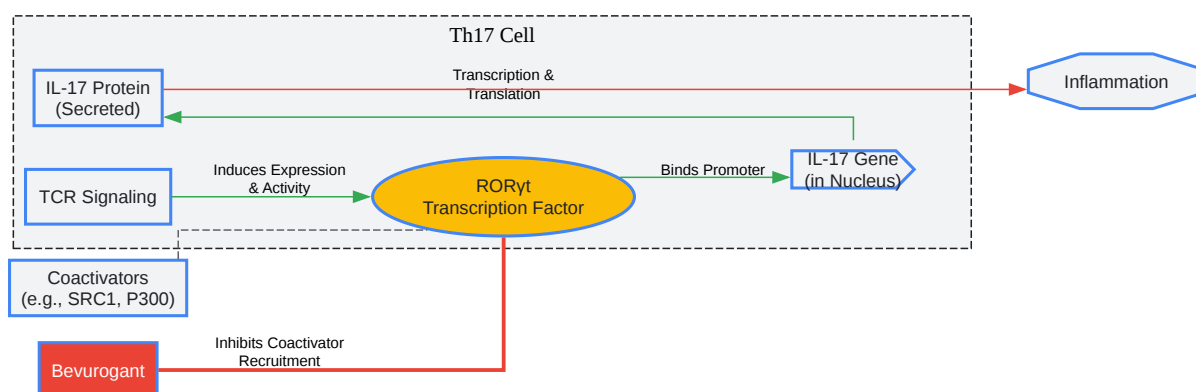 Th17 Cell
IL-17 Protein
(Secreted)
Transcription &
Translation
Inflammation
TCR Signaling
Induces Expression
& Activity
RORγt
Transcription Factor
Binds Promoter
IL-17 Gene
(in Nucleus)
Coactivators
(e.g., SRC1, P300)
Bevurogant
Inhibits Coactivator
Recruitment